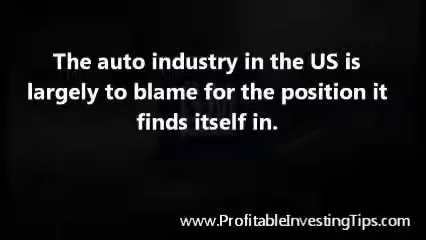 The auto industry in the US is
largely to blame for the position it
finds itself in.
www.ProfitableInvestingTips.com